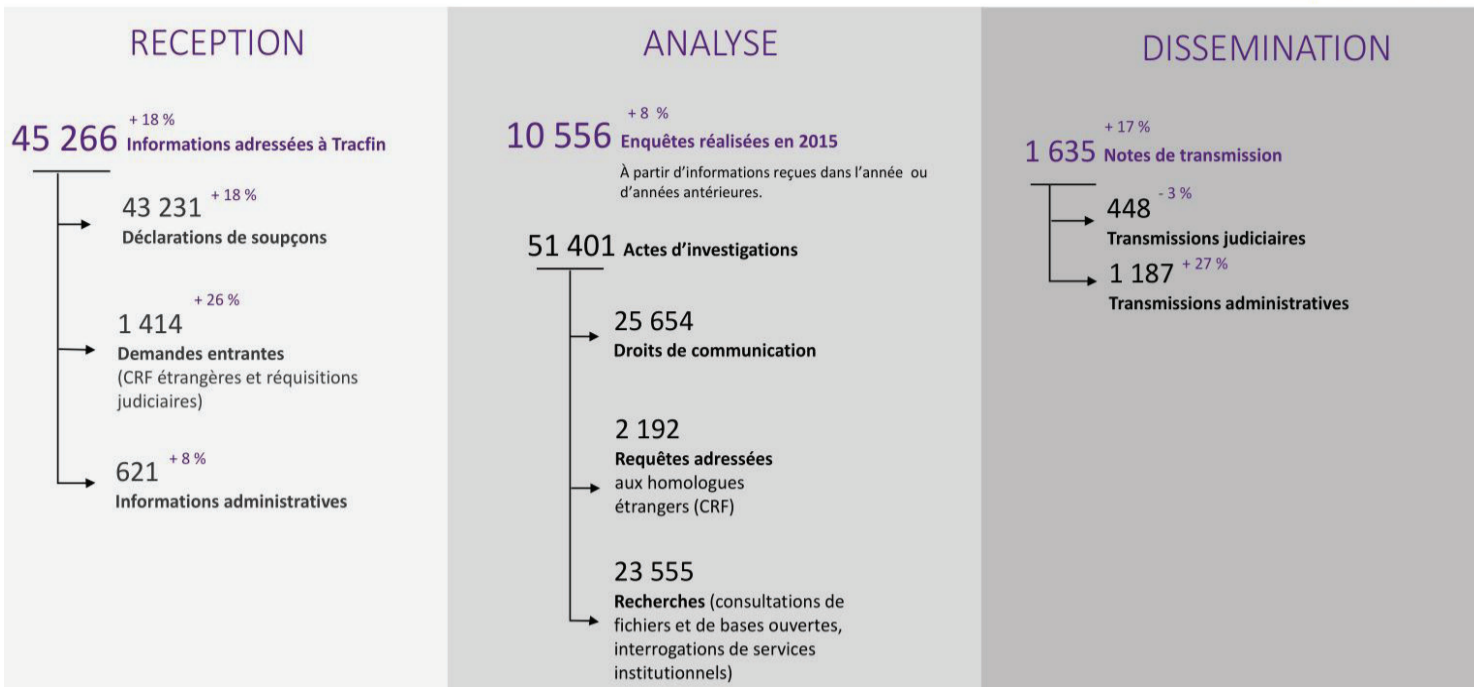 RECEPTION
+ 18 %
45 266 Informations adressées à Tracfin
43 231 + 18 %
Déclarations de soupçons
+ 26 %
1 414
Demandes entrantes
(CRF étrangères et réquisitions
judiciaires)
621 + 8 %
Informations administratives
ANALYSE
+ 8 %
10 556 Enquêtes réalisées en 2015
À partir d’informations reçues dans l’année ou
d’années antérieures.
51 401 Actes d’investigations
25 654
Droits de communication
2 192
Requêtes adressées
aux homologues
étrangers (CRF)
23 555
Recherches (consultations de
fichiers et de bases ouvertes,
interrogations de services
institutionnels)
DISSEMINATION
+ 17 %
1 635 Notes de transmission
448 - 3 %
Transmissions judiciaires
1 187 + 27 %
Transmissions administratives